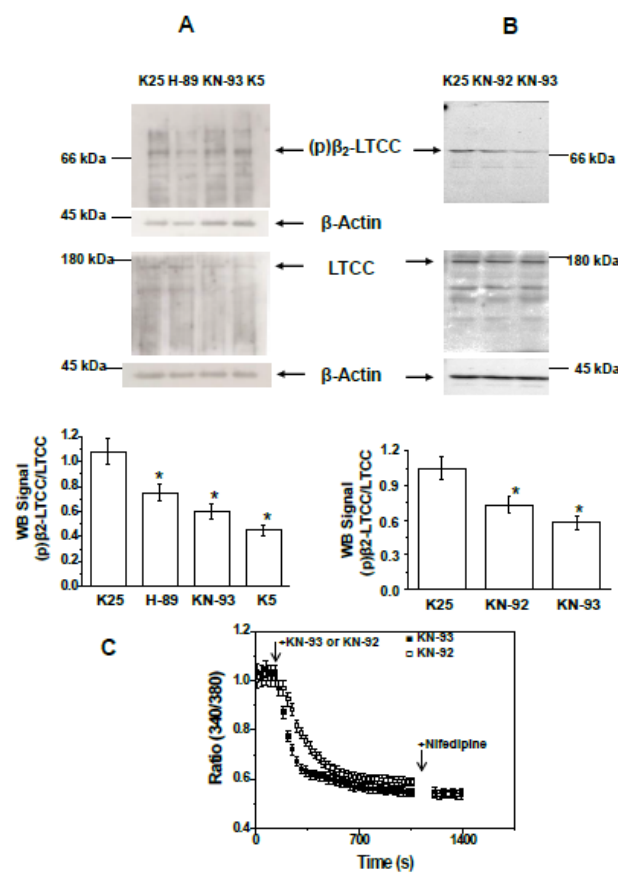 A
B
K25 H-89 KN-93 K5
K25 KN-92 KN-93
(p)β2-LTCC
66 kDa
66 kDa
45 kDa
β-Actin
180 kDa
LTCC
180 kDa
45 kDa
β-Actin
45 kDa
WB Signal
(p)β2-LTCC/LTCC
1.2
1.0
0.8
0.6
0.4
0.2
0.0
*
*
*
K25 H-89 KN-93 K5
WB Signal
(p)β2-LTCC/LTCC
1.2
0.9
0.6
0.3
0.0
*
*
K25 KN-92 KN-93
C
Ratio (340/380)
1.2
1.0
0.8
0.6
0.4
+KN-93 or KN-92
KN-93
KN-92
+Nifedipine
0 700 1400
Time (s)